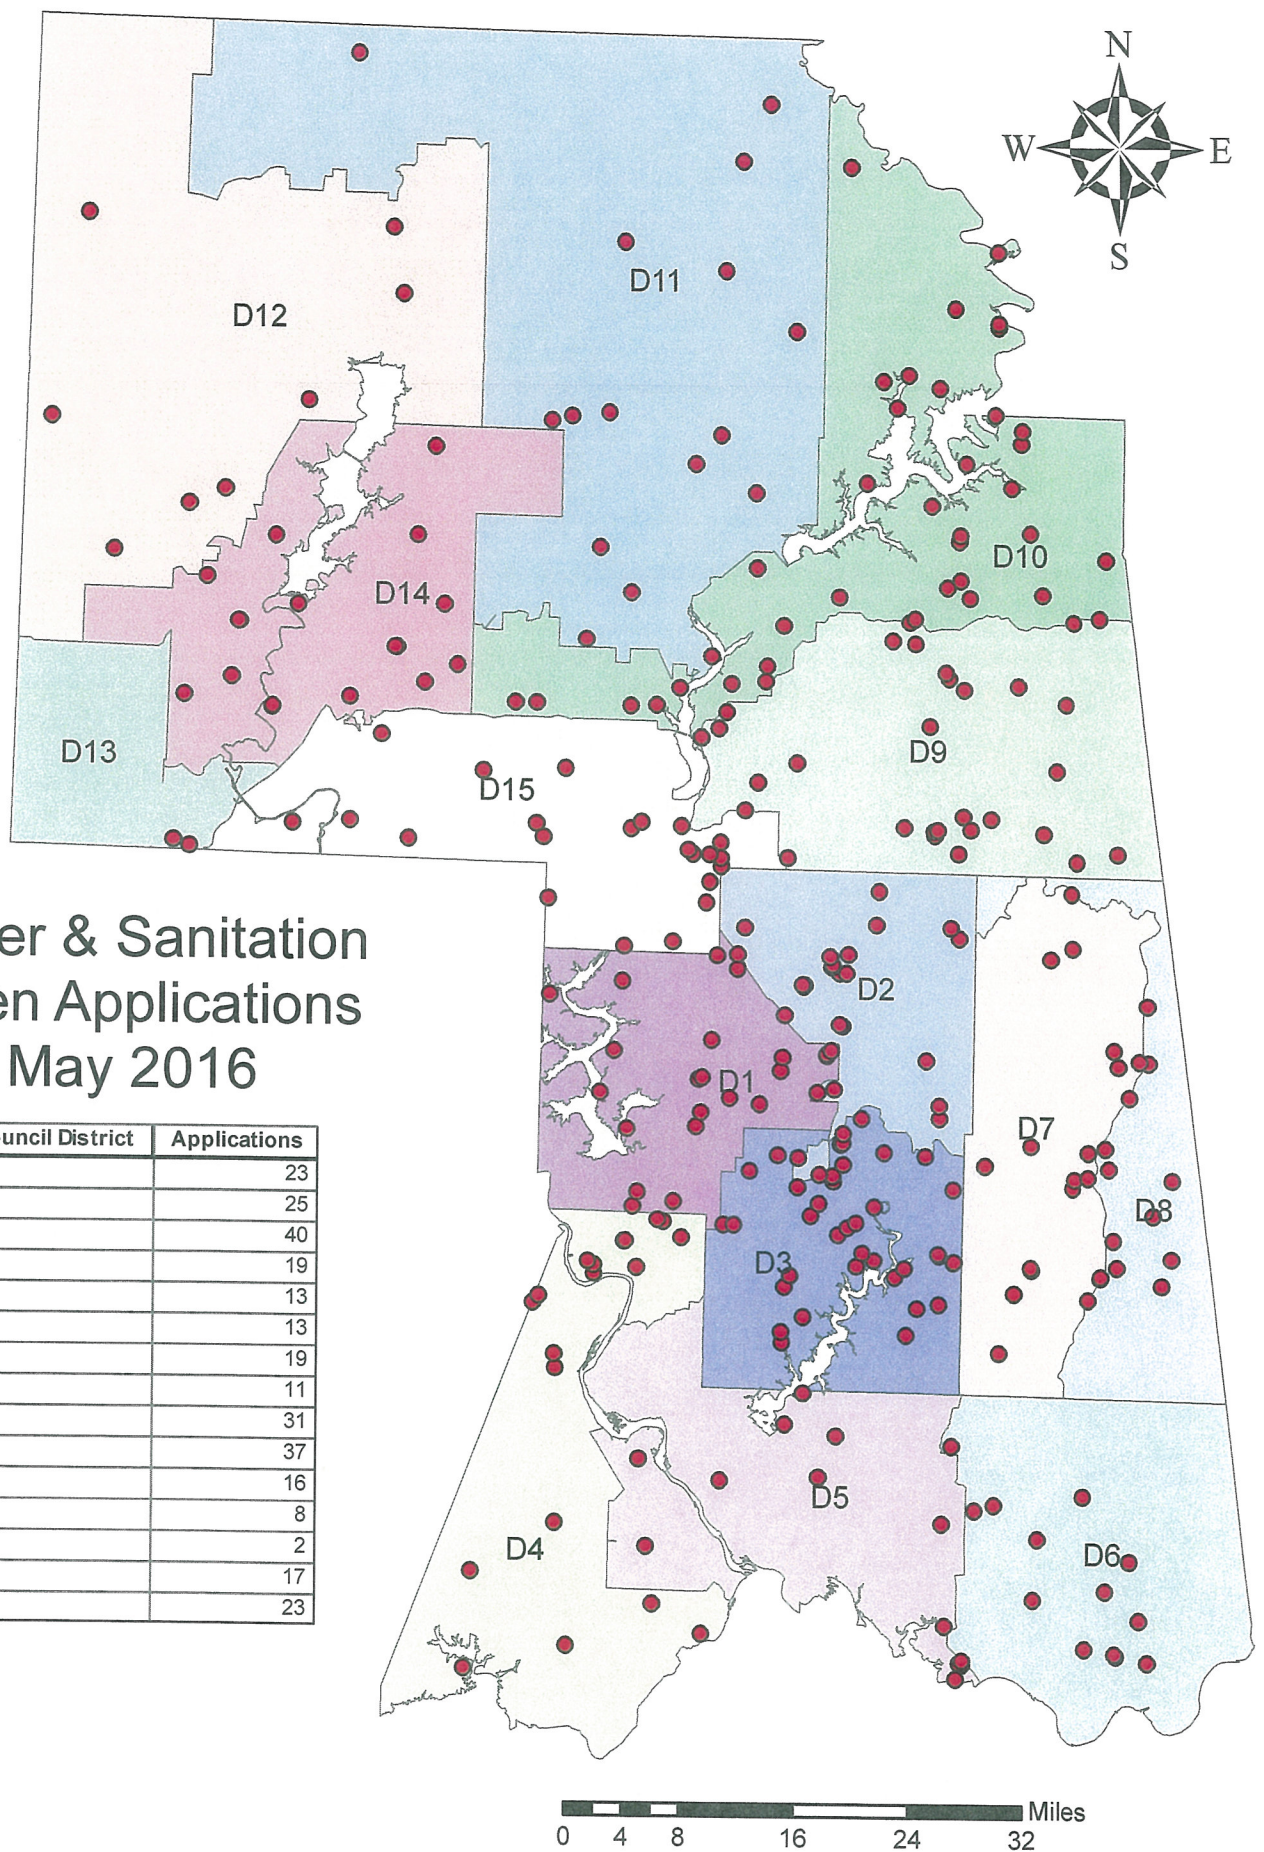 N
W E
S
D11
D12
D10
D14
D13
D15
D9
er & Sanitation
en Applications
May 2016
D2
D1
uncil District Applications
23
25
40
19
13
13
19
11
31
37
16
8
2
17
23
D7
D8
D3
D5
D4
D6
Miles
0 4 8 16 24 32